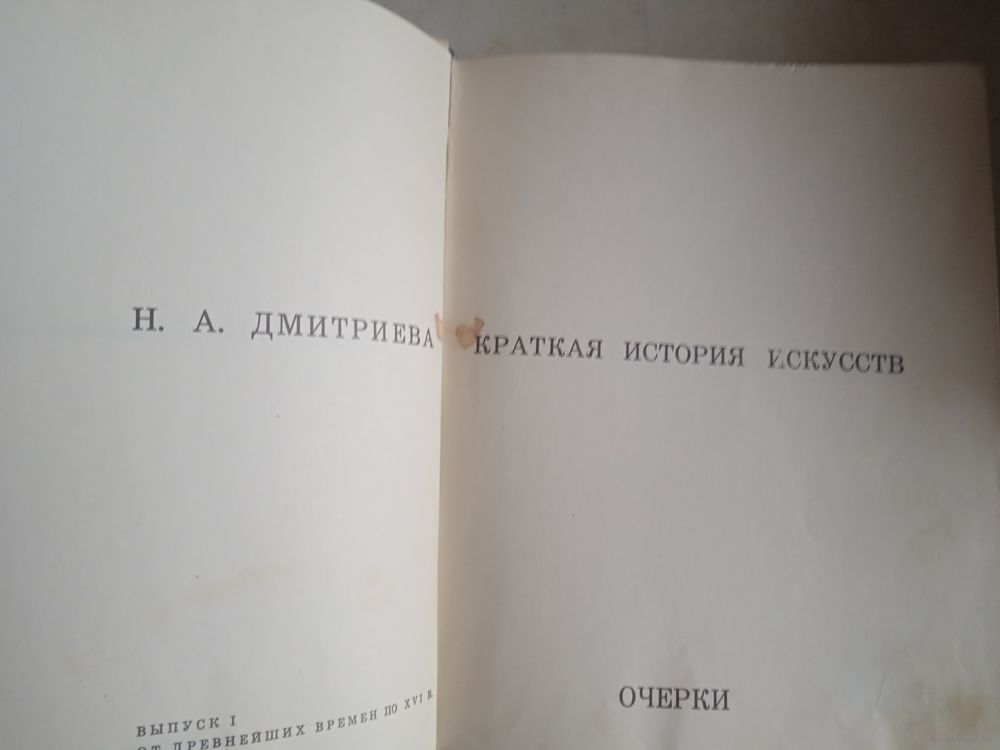 Н. А. ДМИТРИЕВА КРАТКАЯ ИСТОРИЯ ИСКУССТВ
ВЫПУСК I
ОТ ДРЕВНЕЙШИХ ВРЕМЕН ПО XVI В.
ОЧЕРКИ